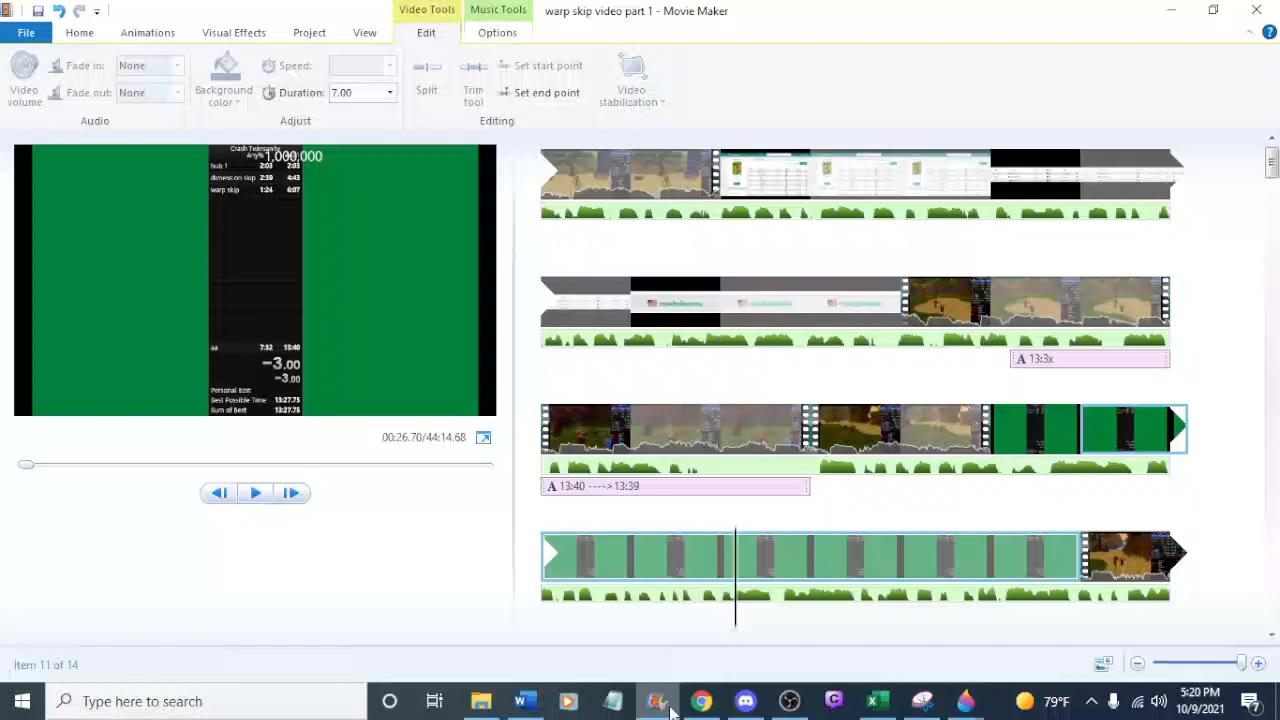 Video Tools
Music Tools
warp skip video part 1 - Movie Maker
File
Home
Animations
Visual Effects
Project
View
Edit
Options
Video volume
Fade in: None
Fade out: None
Audio
Background color
Speed:
Duration: 7.00
Adjust
Split
Trim tool
Set start point
Set end point
Editing
Video stabilization
Crash Twinsanity
Any%
1,000,000
hub 1 2:03 2:03
dimension skip 2:39 4:43
warp skip 1:24 6:07
7:32 13:40
−3.00
−3.00
Personal Best
Best Possible Time 13:27.75
Sum of Best 13:27.75
00:26.70/44:14.68
A 13:3x
A 13:40 ---->13:39
Item 11 of 14
Type here to search
79°F
5:20 PM
10/9/2021
7